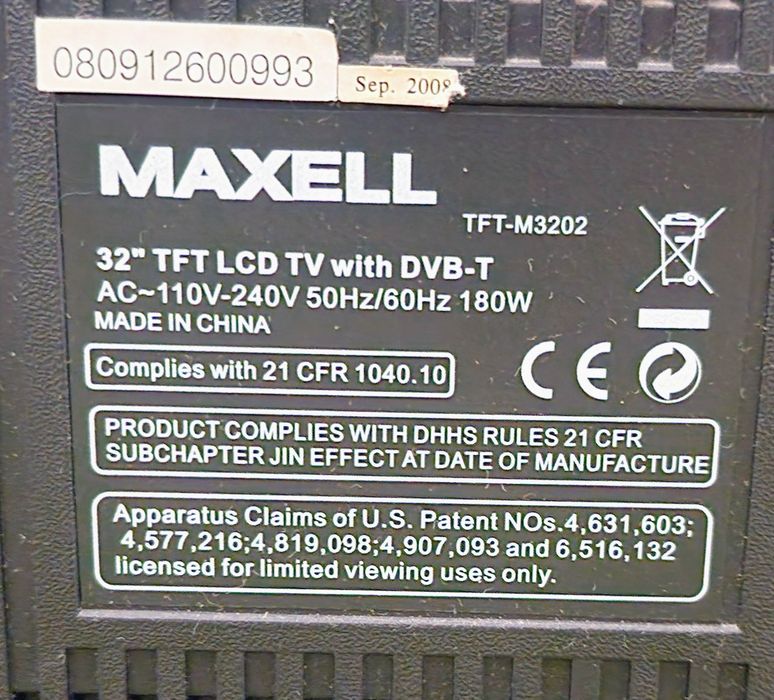 080912600993
Sep. 2008
MAXELL
TFT-M3202
32" TFT LCD TV with DVB-T
AC~110V-240V 50Hz/60Hz 180W
MADE IN CHINA
Complies with 21 CFR 1040.10
CE
PRODUCT COMPLIES WITH DHHS RULES 21 CFR
SUBCHAPTER JIN EFFECT AT DATE OF MANUFACTURE
Apparatus Claims of U.S. Patent NOs.4,631,603;
4,577,216;4,819,098;4,907,093 and 6,516,132
licensed for limited viewing uses only.